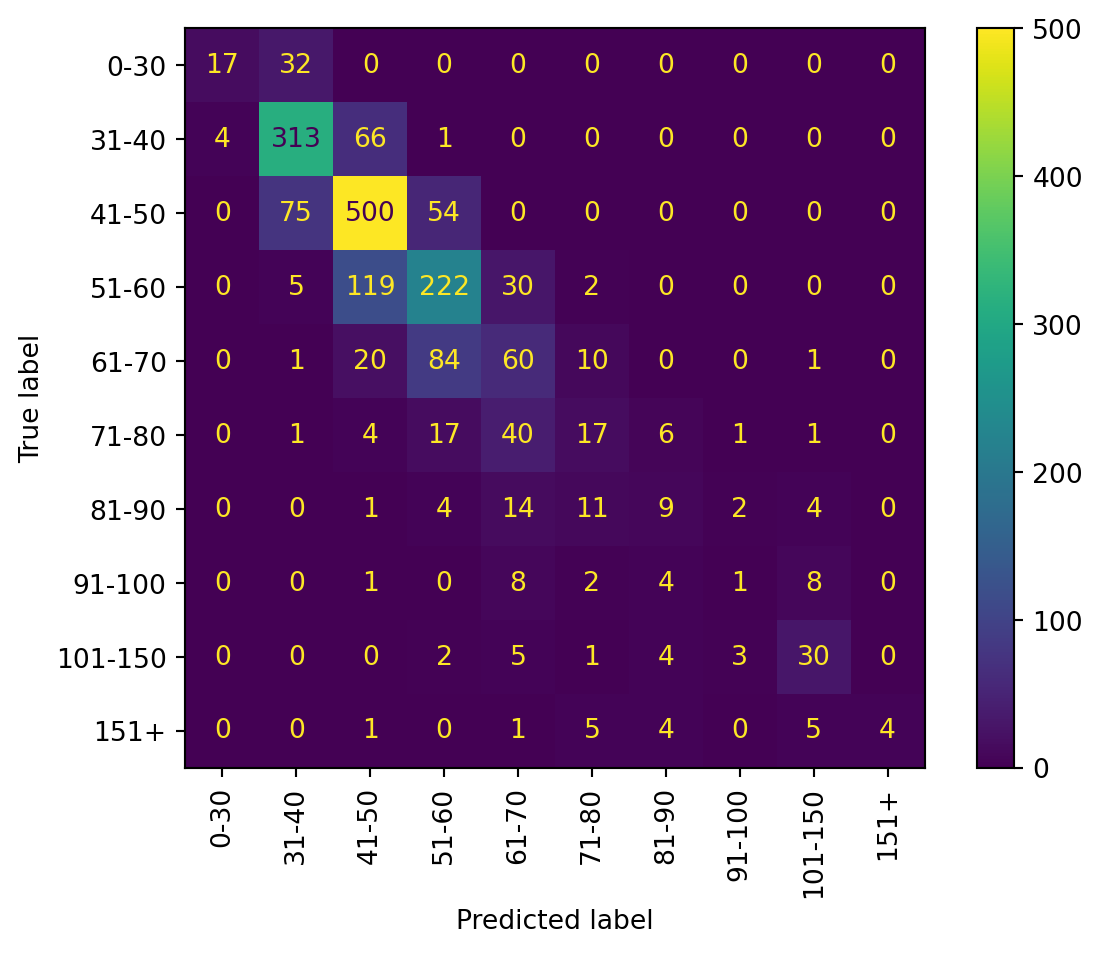 0-30 17 32 0 0 0 0 0 0 0 0
31-40 4 313 66 1 0 0 0 0 0 0
41-50 0 75 500 54 0 0 0 0 0 0
51-60 0 5 119 222 30 2 0 0 0 0
61-70 0 1 20 84 60 10 0 0 1 0
71-80 0 1 4 17 40 17 6 1 1 0
81-90 0 0 1 4 14 11 9 2 4 0
91-100 0 0 1 0 8 2 4 1 8 0
101-150 0 0 0 2 5 1 4 3 30 0
151+ 0 0 1 0 1 5 4 0 5 4
0-30 31-40 41-50 51-60 61-70 71-80 81-90 91-100 101-150 151+
Predicted label
True label
500
400
300
200
100
0